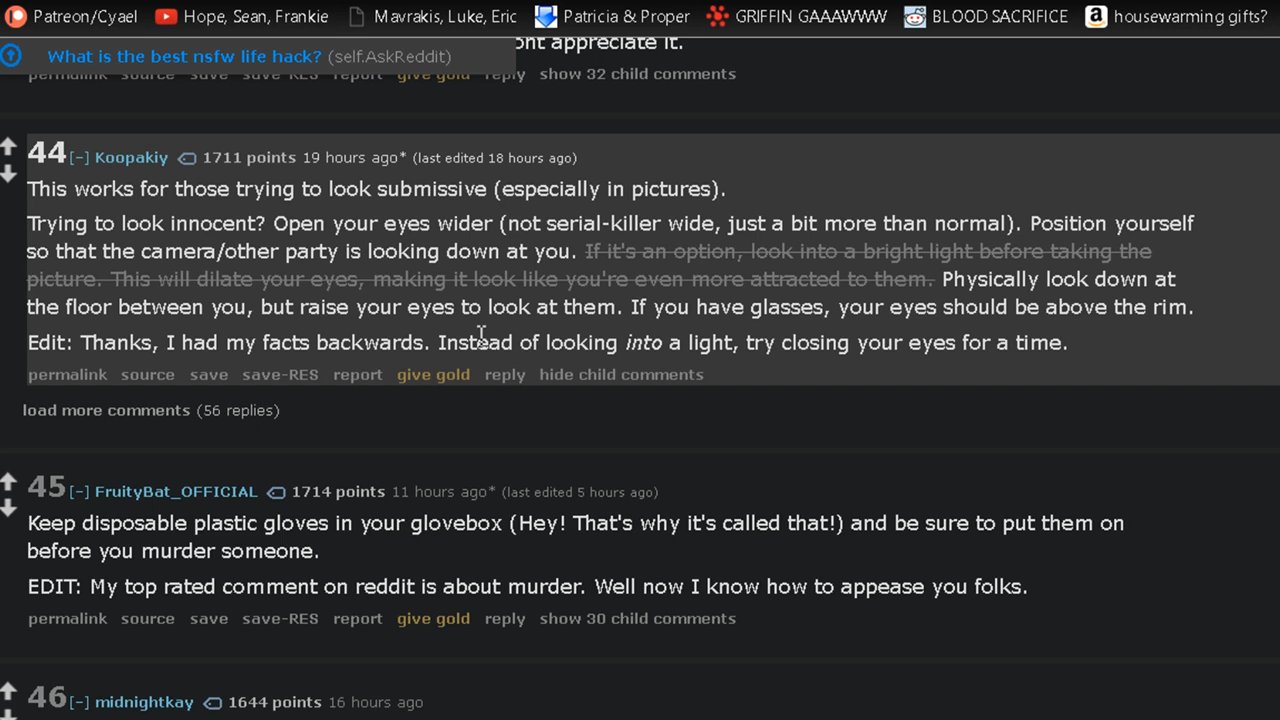 Patreon/Cyael Hope, Sean, Frankie Mavrakis, Luke, Eric Patricia & Proper GRIFFIN GAAAWWW BLOOD SACRIFICE housewarming gifts?
ont appreciate it.
What is the best nsfw life hack? (self.AskReddit)
permalink source save save-RES report give gold reply show 32 child comments
44 [-] Koopakiy 1711 points 19 hours ago* (last edited 18 hours ago)
This works for those trying to look submissive (especially in pictures).
Trying to look innocent? Open your eyes wider (not serial-killer wide, just a bit more than normal). Position yourself
so that the camera/other party is looking down at you. If it's an option, look into a bright light before taking the
picture. This will dilate your eyes, making it look like you're even more attracted to them. Physically look down at
the floor between you, but raise your eyes to look at them. If you have glasses, your eyes should be above the rim.
Edit: Thanks, I had my facts backwards. Instead of looking into a light, try closing your eyes for a time.
permalink source save save-RES report give gold reply hide child comments
load more comments (56 replies)
45 [-] FruityBat_OFFICIAL 1714 points 11 hours ago* (last edited 5 hours ago)
Keep disposable plastic gloves in your glovebox (Hey! That's why it's called that!) and be sure to put them on
before you murder someone.
EDIT: My top rated comment on reddit is about murder. Well now I know how to appease you folks.
permalink source save save-RES report give gold reply show 30 child comments
46 [-] midnightkay 1644 points 16 hours ago